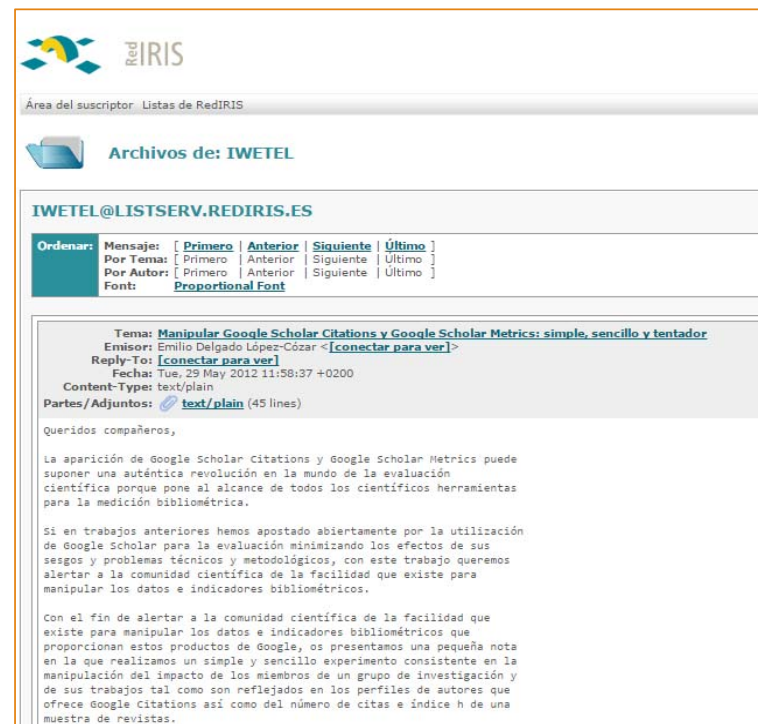 Red IRIS
Área del suscriptor Listas de RedIRIS
Archivos de: IWETEL
IWETEL@LISTSERV.REDIRIS.ES
Ordenar: Mensaje: [ Primero | Anterior | Siguiente | Último ]
Por Tema: [ Primero | Anterior | Siguiente | Último ]
Por Autor: [ Primero | Anterior | Siguiente | Último ]
Font: Proportional Font
Tema: Manipular Google Scholar Citations y Google Scholar Metrics: simple, sencillo y tentador
Emisor: Emilio Delgado López-Cózar <[conectar para ver]>
Reply-To: [conectar para ver]
Fecha: Tue, 29 May 2012 11:58:37 +0200
Content-Type: text/plain
Partes/Adjuntos: text/plain (45 lines)
Queridos compañeros,
La aparición de Google Scholar Citations y Google Scholar Metrics puede
suponer una auténtica revolución en la mundo de la evaluación
científica porque pone al alcance de todos los científicos herramientas
para la medición bibliométrica.
Si en trabajos anteriores hemos apostado abiertamente por la utilización
de Google Scholar para la evaluación minimizando los efectos de sus
sesgos y problemas técnicos y metodológicos, con este trabajo queremos
alertar a la comunidad científica de la facilidad que existe para
manipular los datos e indicadores bibliométricos.
Con el fin de alertar a la comunidad científica de la facilidad que
existe para manipular los datos e indicadores bibliométricos que
proporcionan estos productos de Google, os presentamos una pequeña nota
en la que realizamos un simple y sencillo experimento consistente en la
manipulación del impacto de los miembros de un grupo de investigación y
de sus trabajos tal como son reflejados en los perfiles de autores que
ofrece Google Citations así como del número de citas e índice h de una
muestra de revistas.